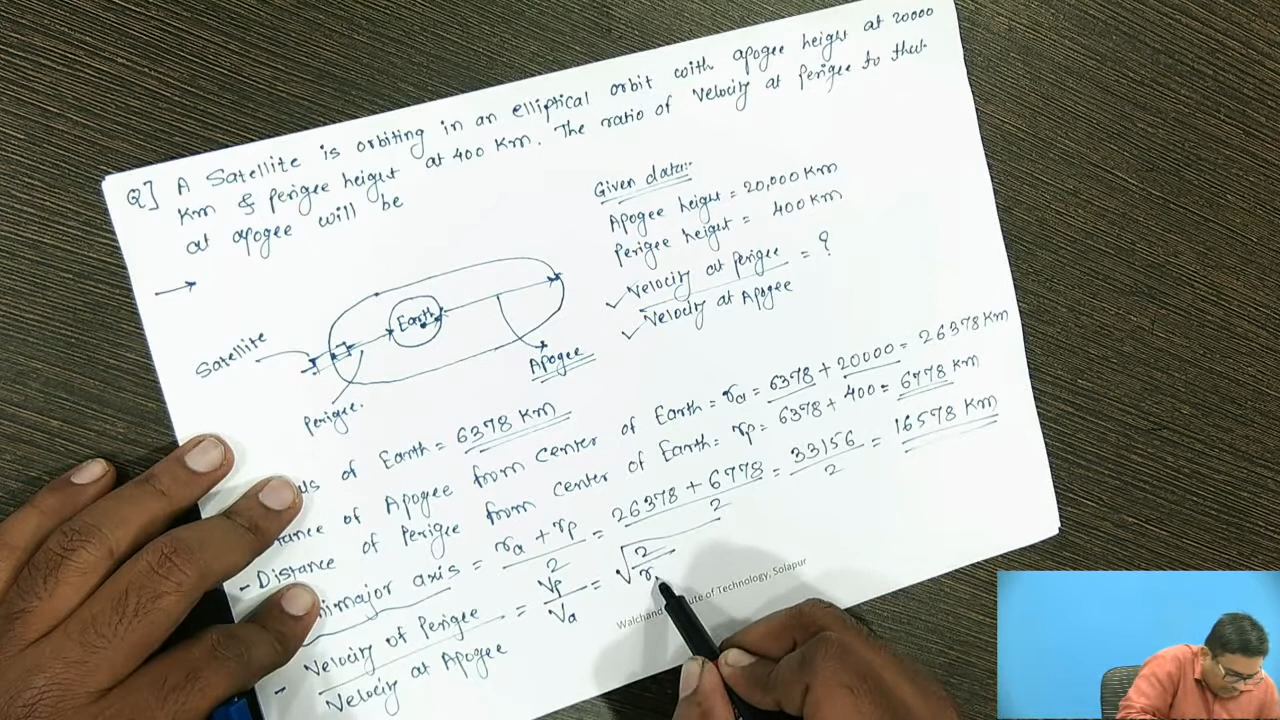 Q] A Satellite is orbiting in an elliptical orbit with apogee height at 20000
Km & Perigee height at 400 Km. The ratio of Velocity at Perigee to that
at apogee will be
Given data:-
Apogee height = 20,000 Km
Perigee height = 400 Km
✓ Velocity at perigee = ?
✓ Velocity at Apogee
Satellite
Earth
Apogee
Perigee.
of Earth = 6378 Km
of Apogee from center of Earth = ra = 6378 + 20000 = 26378 Km
- Distance of Perigee from center of Earth = rp = 6378 + 400 = 6778 Km
major axis = ra + rp / 2 = 26378 + 6778 / 2 = 33156 / 2 = 16578 Km
- Velocity of Perigee / Velocity at Apogee = Vp / Va = √ 2 / r
Walchand of Technology, Solapur